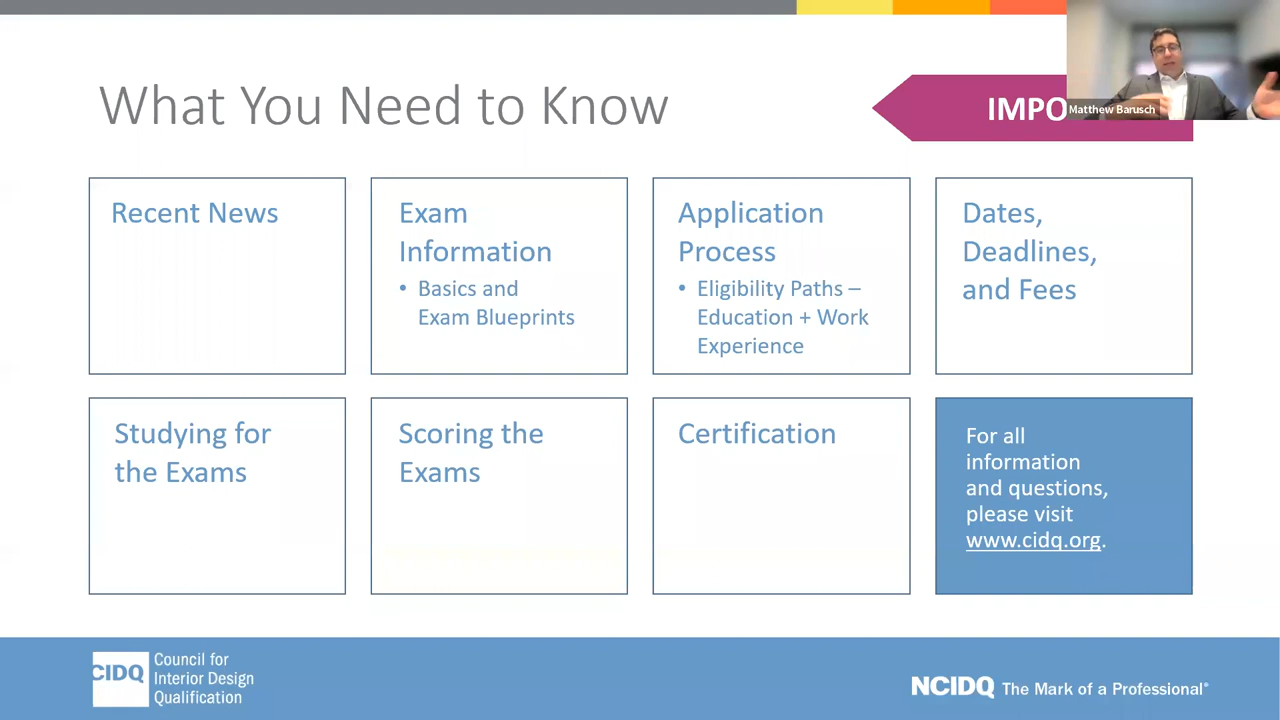 What You Need to Know
IMPO
Matthew Barusch
Recent News
Exam
Information
• Basics and
Exam Blueprints
Application
Process
• Eligibility Paths –
Education + Work
Experience
Dates,
Deadlines,
and Fees
Studying for
the Exams
Scoring the
Exams
Certification
For all
information
and questions,
please visit
www.cidq.org.
CIDQ
Council for
Interior Design
Qualification
NCIDQ The Mark of a Professional®